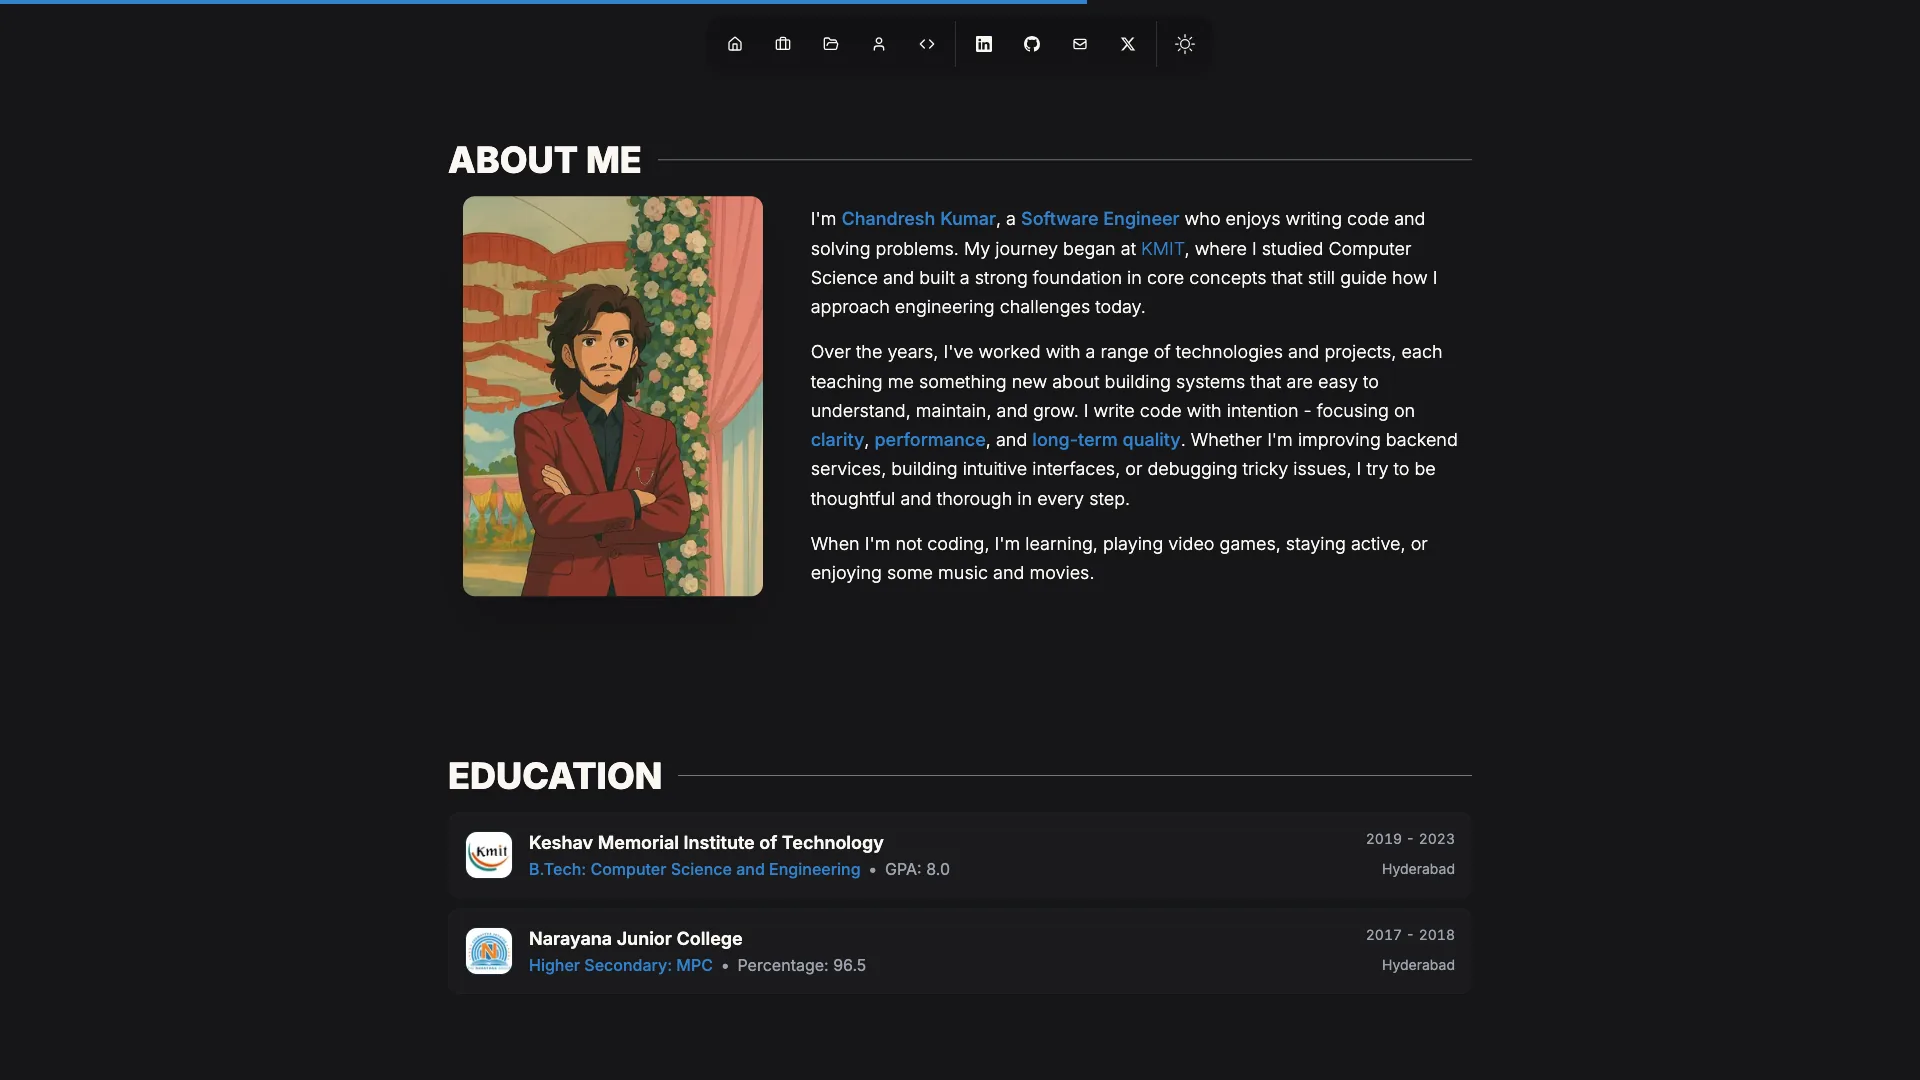 ABOUT ME
I'm Chandresh Kumar, a Software Engineer who enjoys writing code and
solving problems. My journey began at KMIT, where I studied Computer
Science and built a strong foundation in core concepts that still guide how I
approach engineering challenges today.
Over the years, I've worked with a range of technologies and projects, each
teaching me something new about building systems that are easy to
understand, maintain, and grow. I write code with intention - focusing on
clarity, performance, and long-term quality. Whether I'm improving backend
services, building intuitive interfaces, or debugging tricky issues, I try to be
thoughtful and thorough in every step.
When I'm not coding, I'm learning, playing video games, staying active, or
enjoying some music and movies.
EDUCATION
Kmit
Keshav Memorial Institute of Technology
2019 - 2023
B.Tech: Computer Science and Engineering • GPA: 8.0
Hyderabad
N
Narayana Junior College
2017 - 2018
Higher Secondary: MPC • Percentage: 96.5
Hyderabad